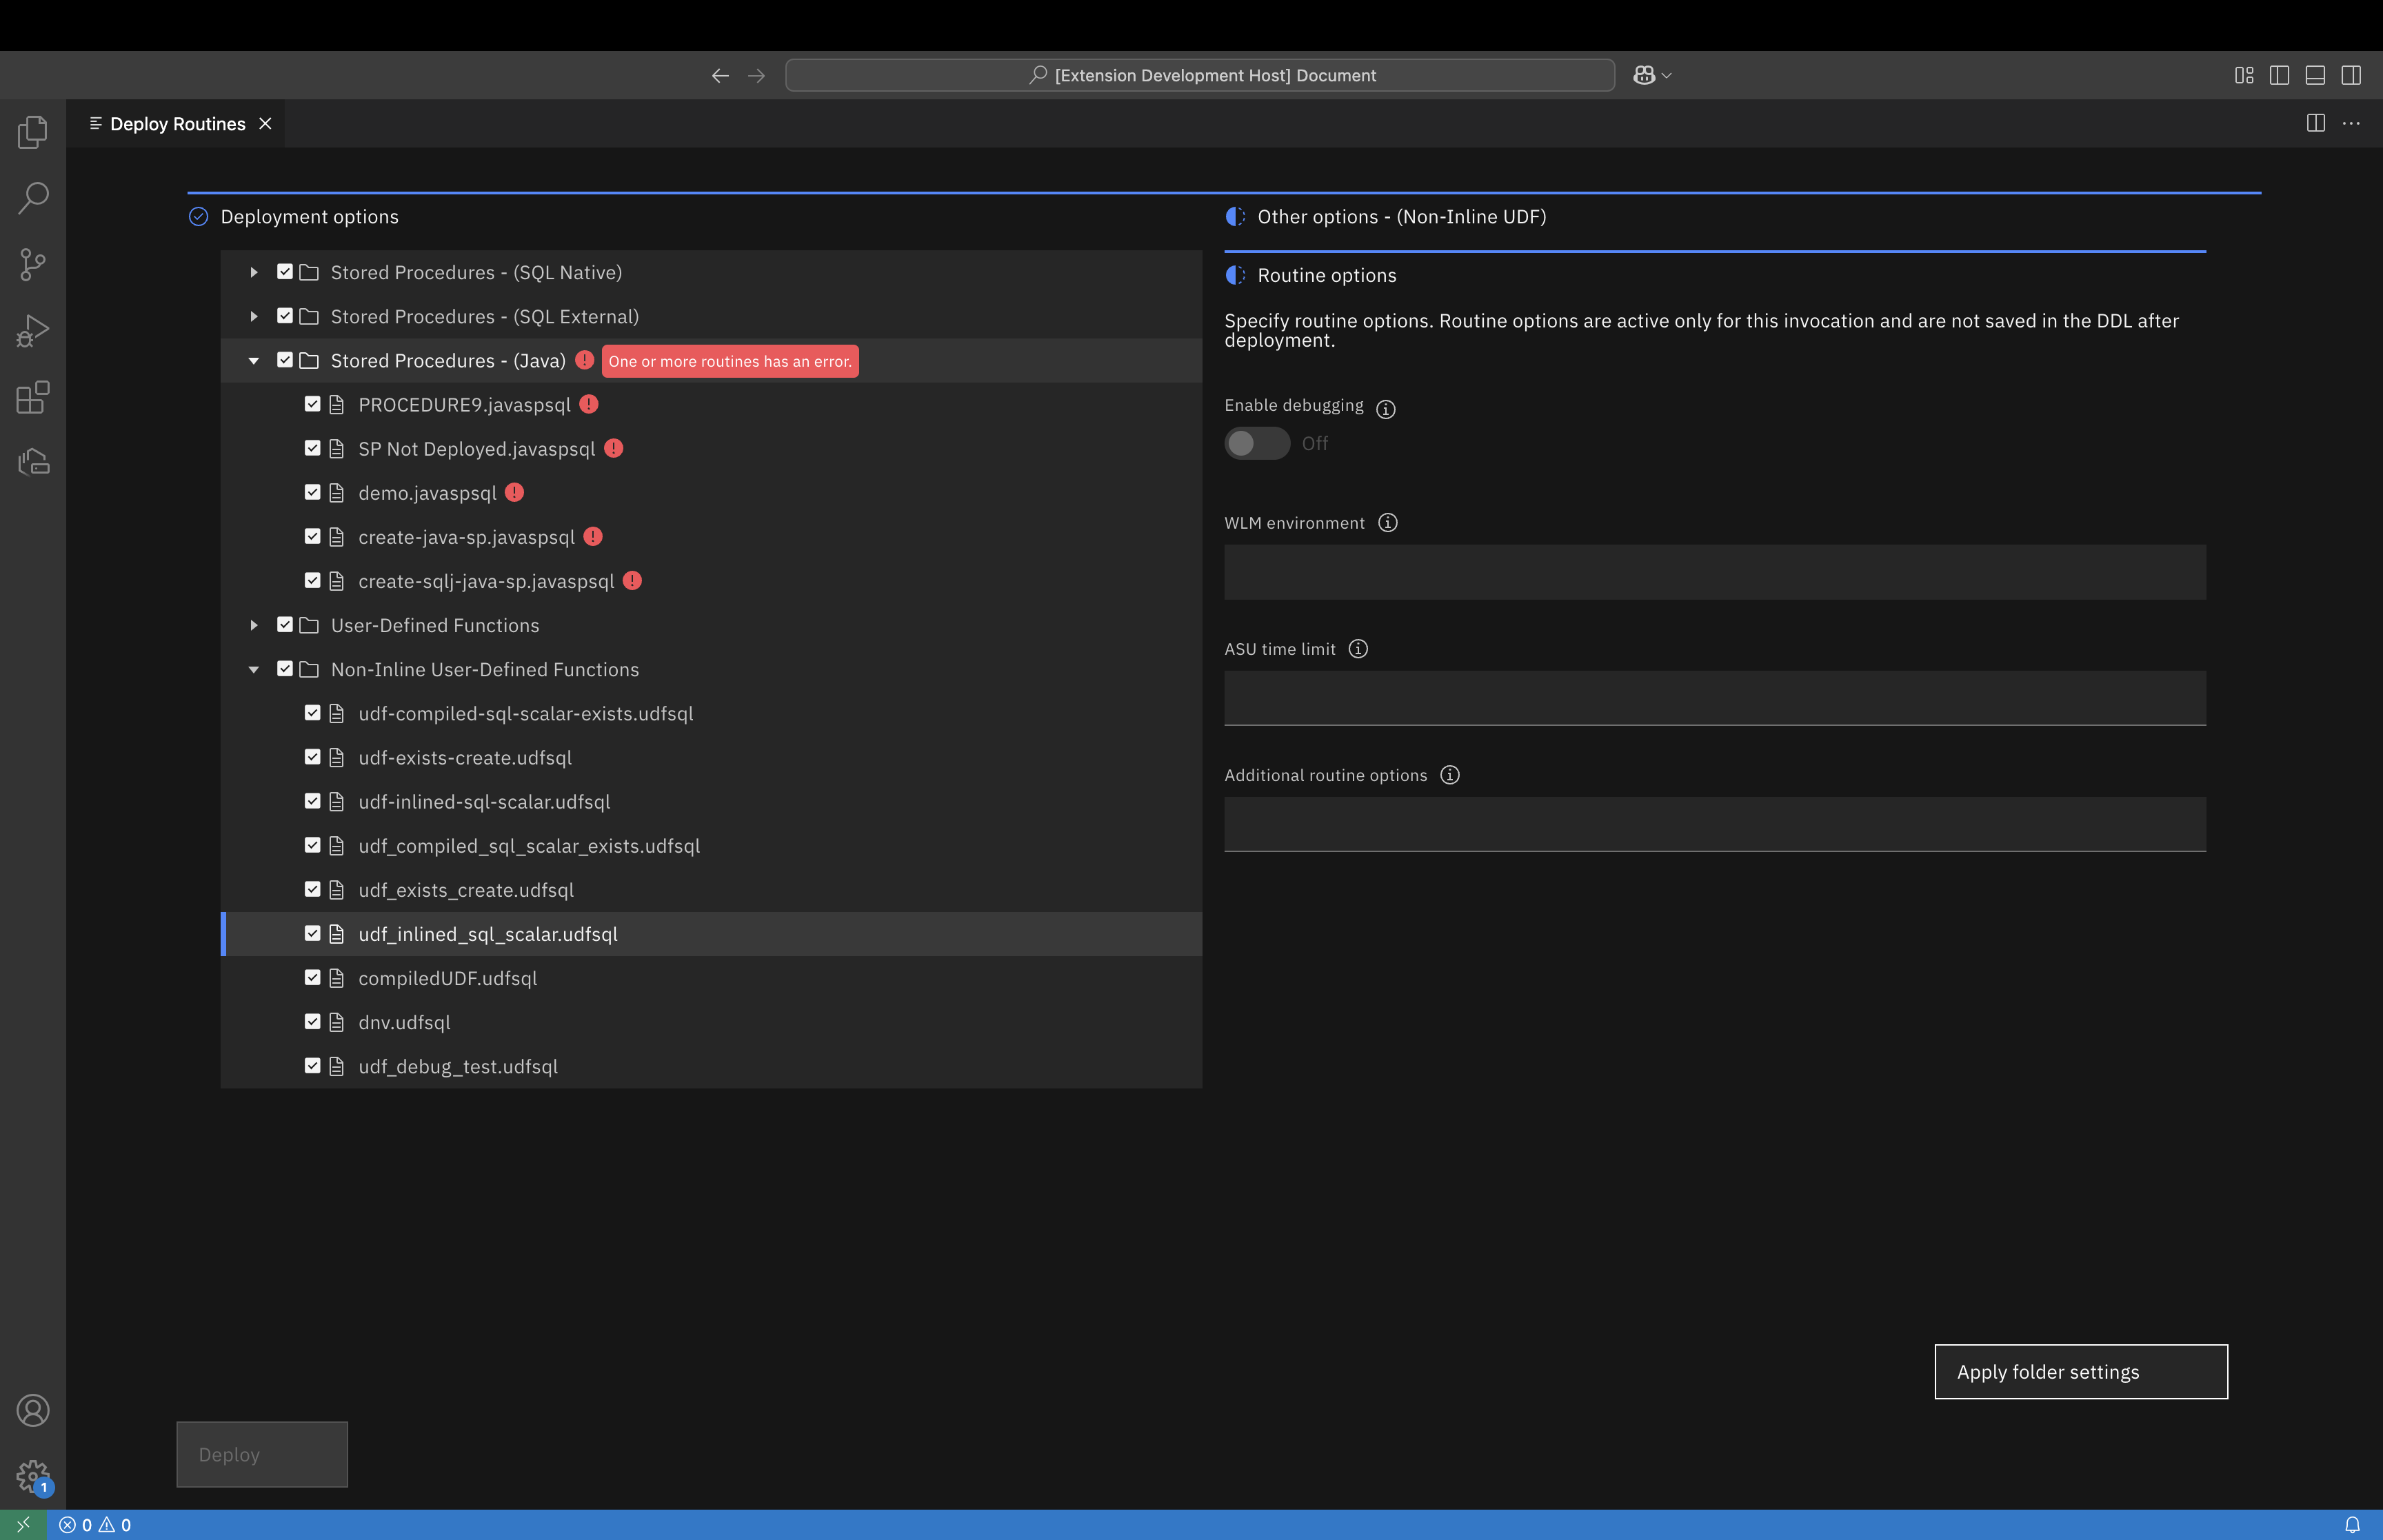 [Extension Development Host] Document
Deploy Routines
Deployment options
Stored Procedures - (SQL Native)
Stored Procedures - (SQL External)
Stored Procedures - (Java)
One or more routines has an error.
PROCEDURE9.javaspsql
SP Not Deployed.javaspsql
demo.javaspsql
create-java-sp.javaspsql
create-sqlj-java-sp.javaspsql
User-Defined Functions
Non-Inline User-Defined Functions
udf-compiled-sql-scalar-exists.udfsql
udf-exists-create.udfsql
udf-inlined-sql-scalar.udfsql
udf_compiled_sql_scalar_exists.udfsql
udf_exists_create.udfsql
udf_inlined_sql_scalar.udfsql
compiledUDF.udfsql
dnv.udfsql
udf_debug_test.udfsql
Other options - (Non-Inline UDF)
Routine options
Specify routine options. Routine options are active only for this invocation and are not saved in the DDL after
deployment.
Enable debugging
Off
WLM environment
ASU time limit
Additional routine options
Apply folder settings
Deploy
1
0 0